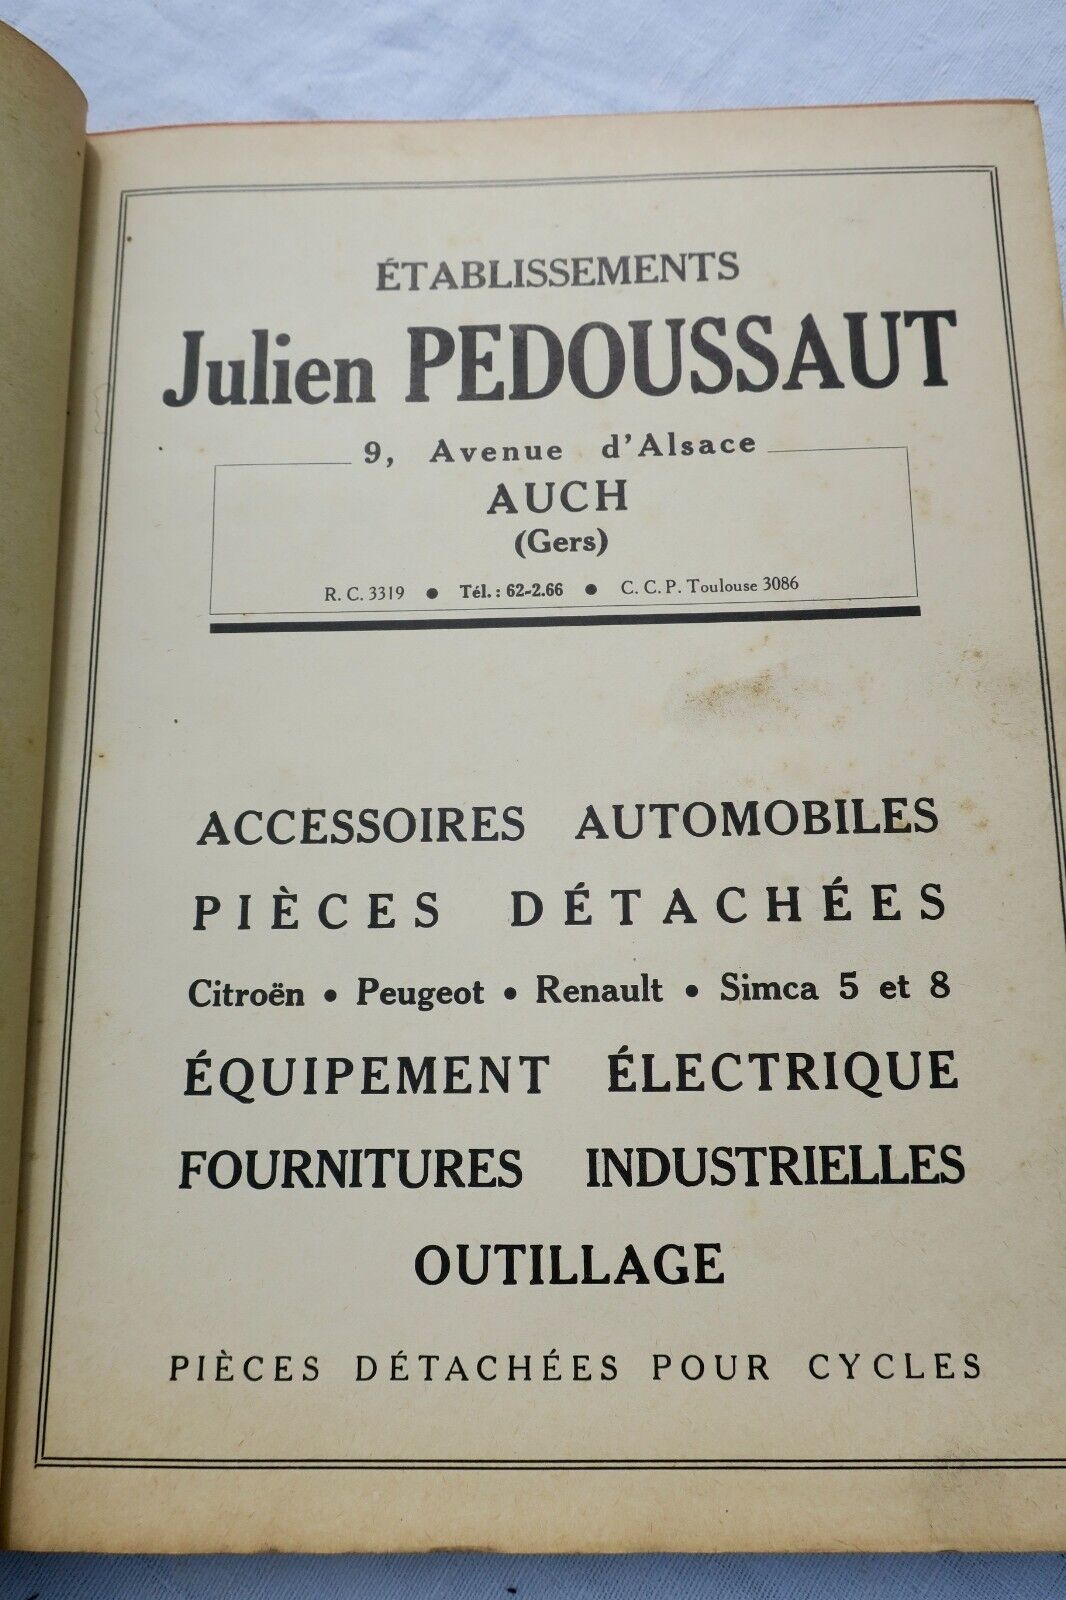 ÉTABLISSEMENTS
Julien PEDOUSSAUT
9, Avenue d'Alsace
AUCH
(Gers)
R. C. 3319 • Tél. : 62-2.66 • C. C. P. Toulouse 3086
ACCESSOIRES AUTOMOBILES
PIÈCES DÉTACHÉES
Citroën • Peugeot • Renault • Simca 5 et 8
ÉQUIPEMENT ÉLECTRIQUE
FOURNITURES INDUSTRIELLES
OUTILLAGE
PIÈCES DÉTACHÉES POUR CYCLES